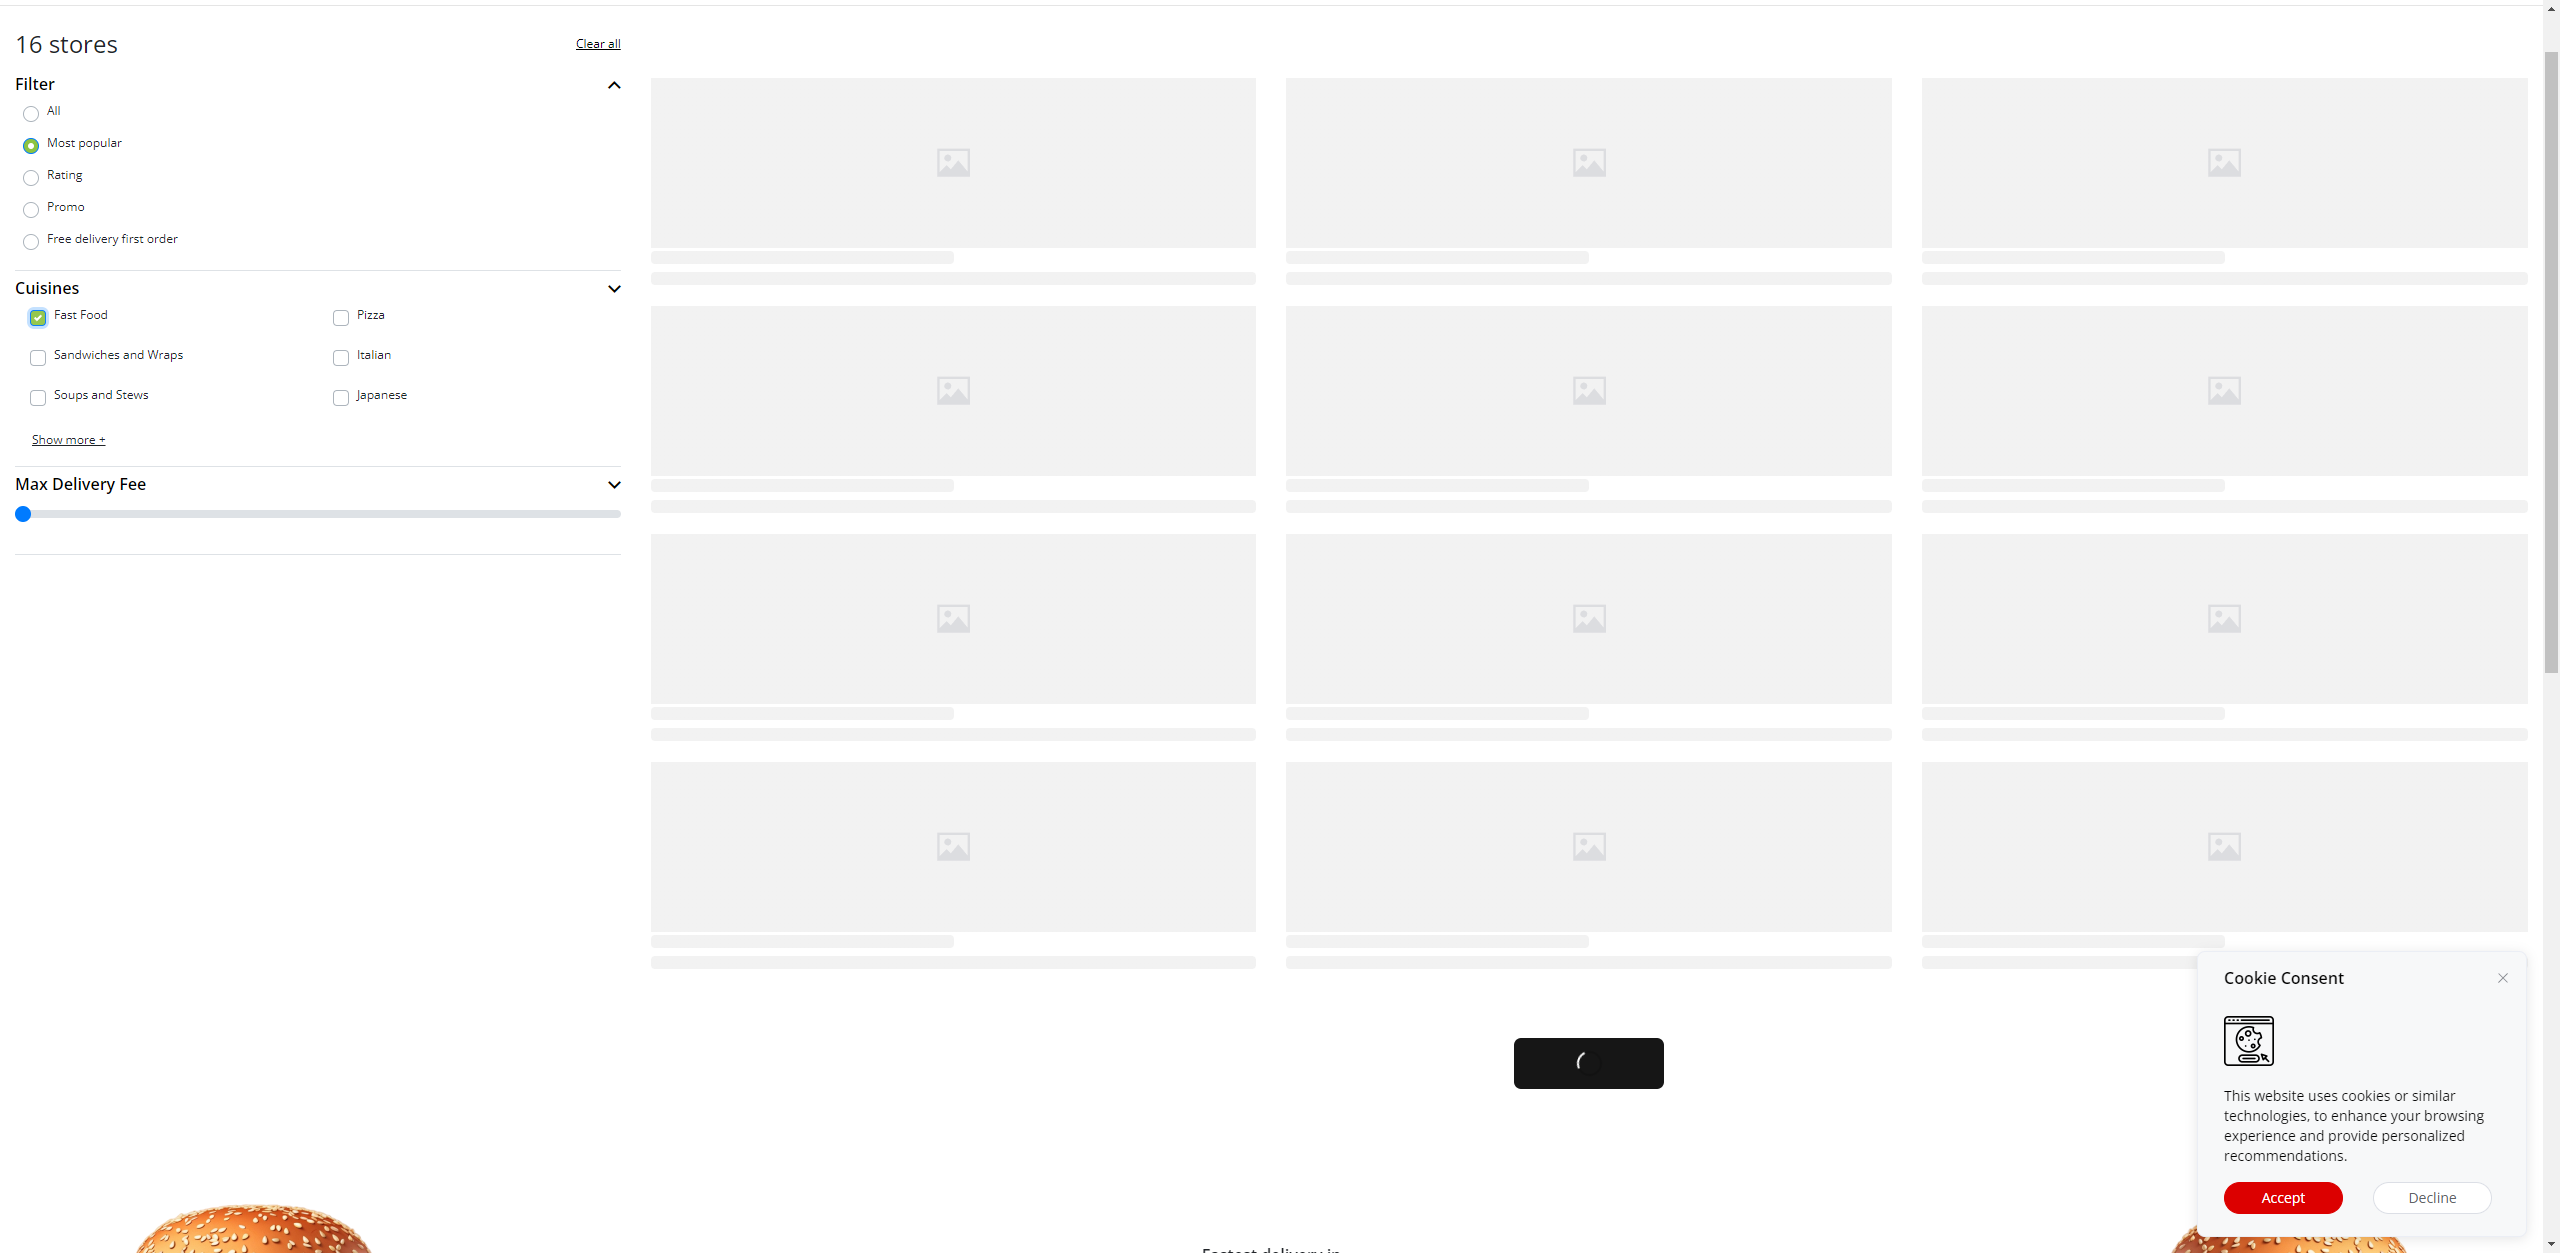 16 stores
Clear all
Filter
All
Most popular
Rating
Promo
Free delivery first order
Cuisines
Fast Food
Pizza
Sandwiches and Wraps
Italian
Soups and Stews
Japanese
Show more +
Max Delivery Fee
Cookie Consent
This website uses cookies or similar
technologies, to enhance your browsing
experience and provide personalized
recommendations.
Accept
Decline
Fastest delivery in